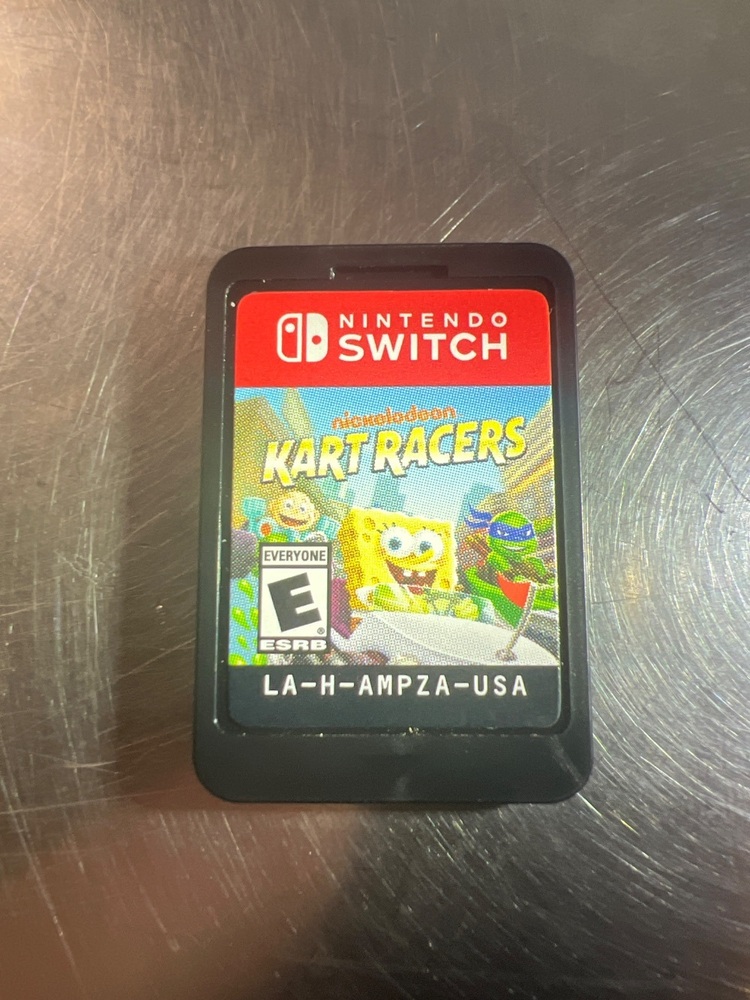 NINTENDO
SWITCH
nickelodeon
KART RACERS
EVERYONE
E
ESRB
LA-H-AMPZA-USA